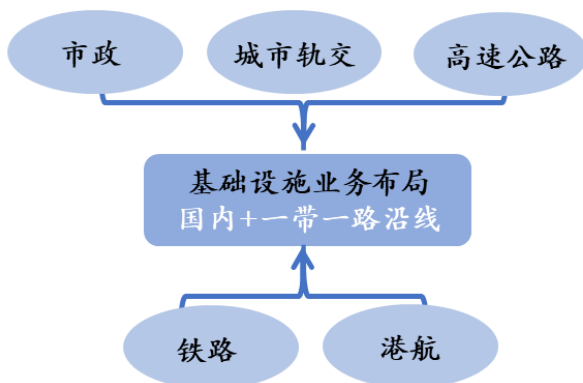 市政
城市轨交
高速公路
基础设施业务布局
国内+一带一路沿线
铁路
港航